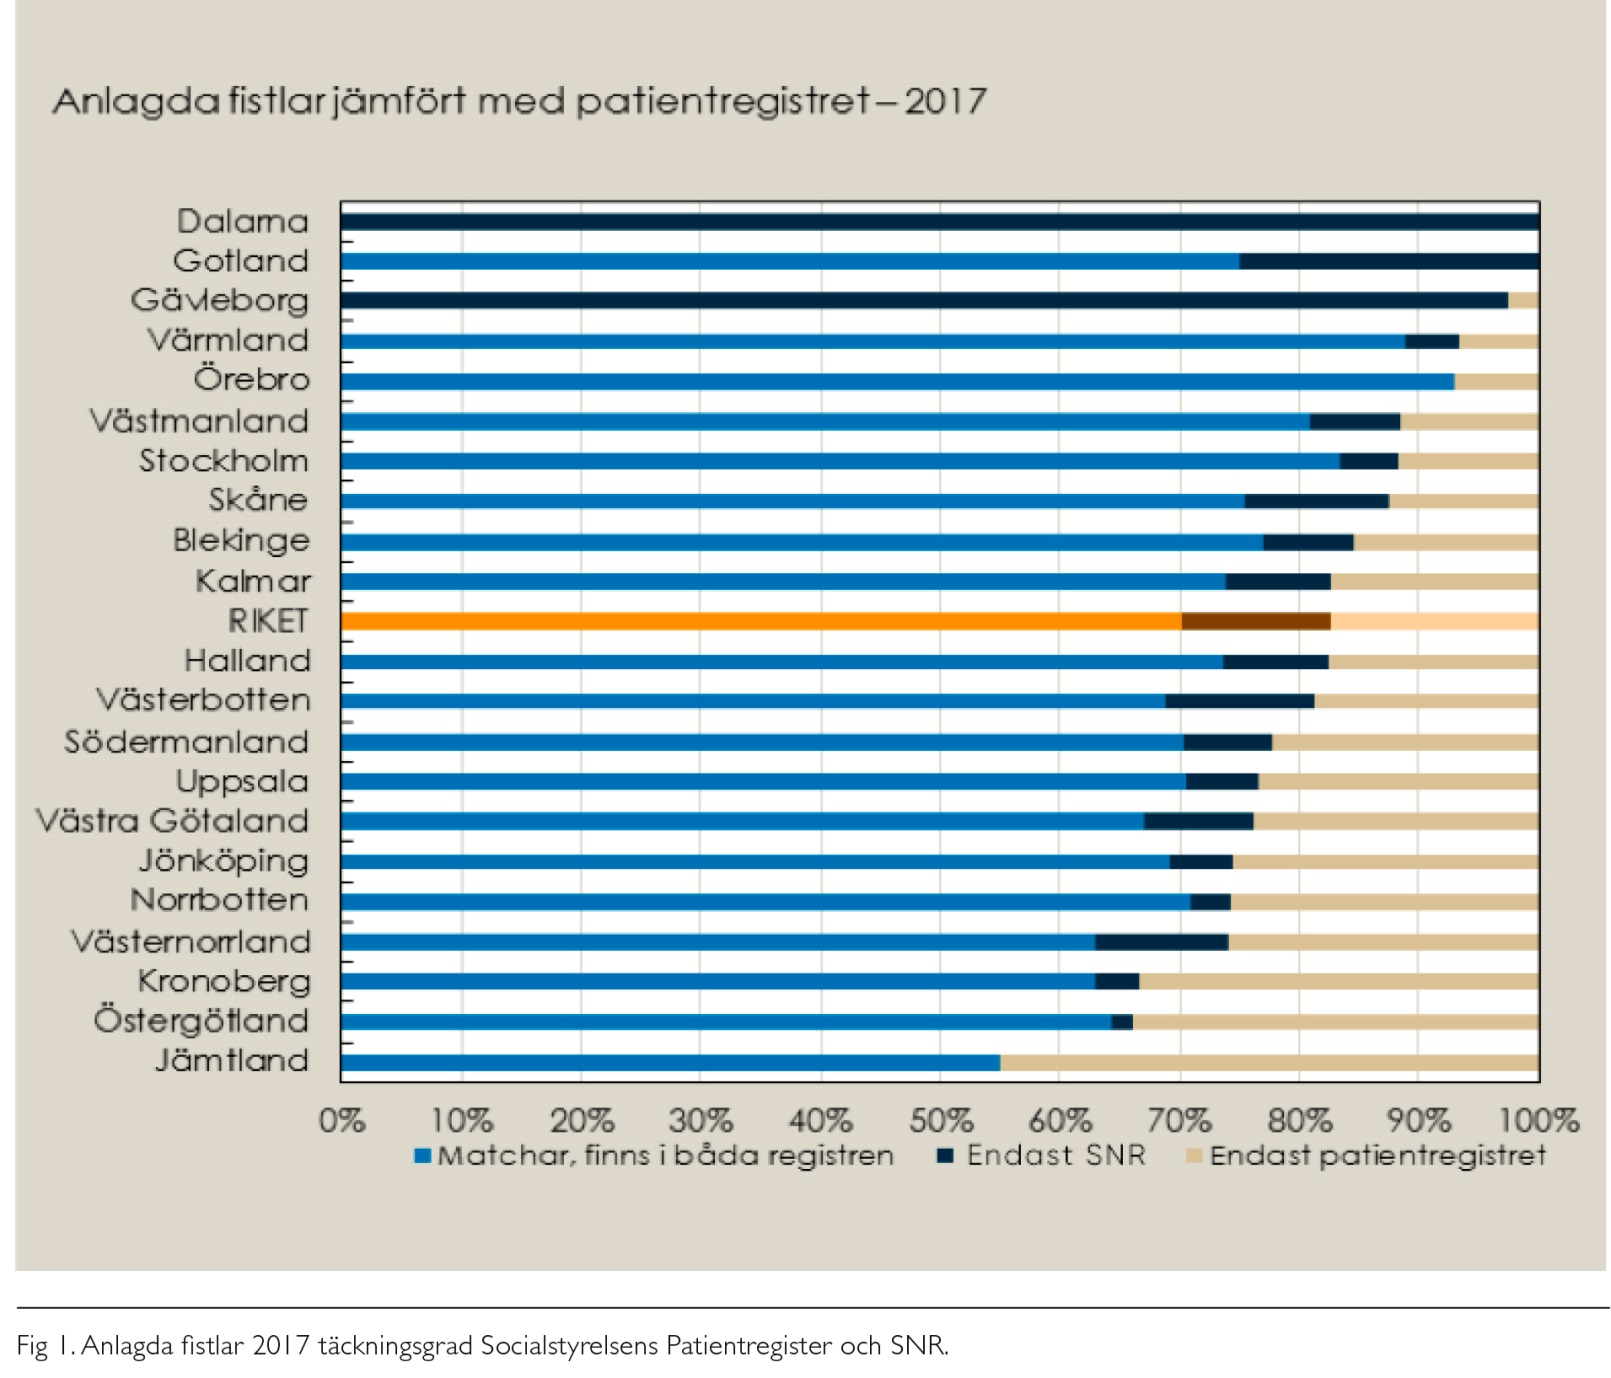 Anlagda fistlar jämfört med patientregistret – 2017
Dalarna
Gotland
Gävleborg
Värmland
Örebro
Västmanland
Stockholm
Skåne
Blekinge
Kalmar
RIKET
Halland
Västerbotten
Södermanland
Uppsala
Västra Götaland
Jönköping
Norrbotten
Västernorrland
Kronoberg
Östergötland
Jämtland
0% 10% 20% 30% 40% 50% 60% 70% 80% 90% 100%
Matchar, finns i båda registren Endast SNR Endast patientregistret
Fig 1. Anlagda fistlar 2017 täckningsgrad Socialstyrelsens Patientregister och SNR.